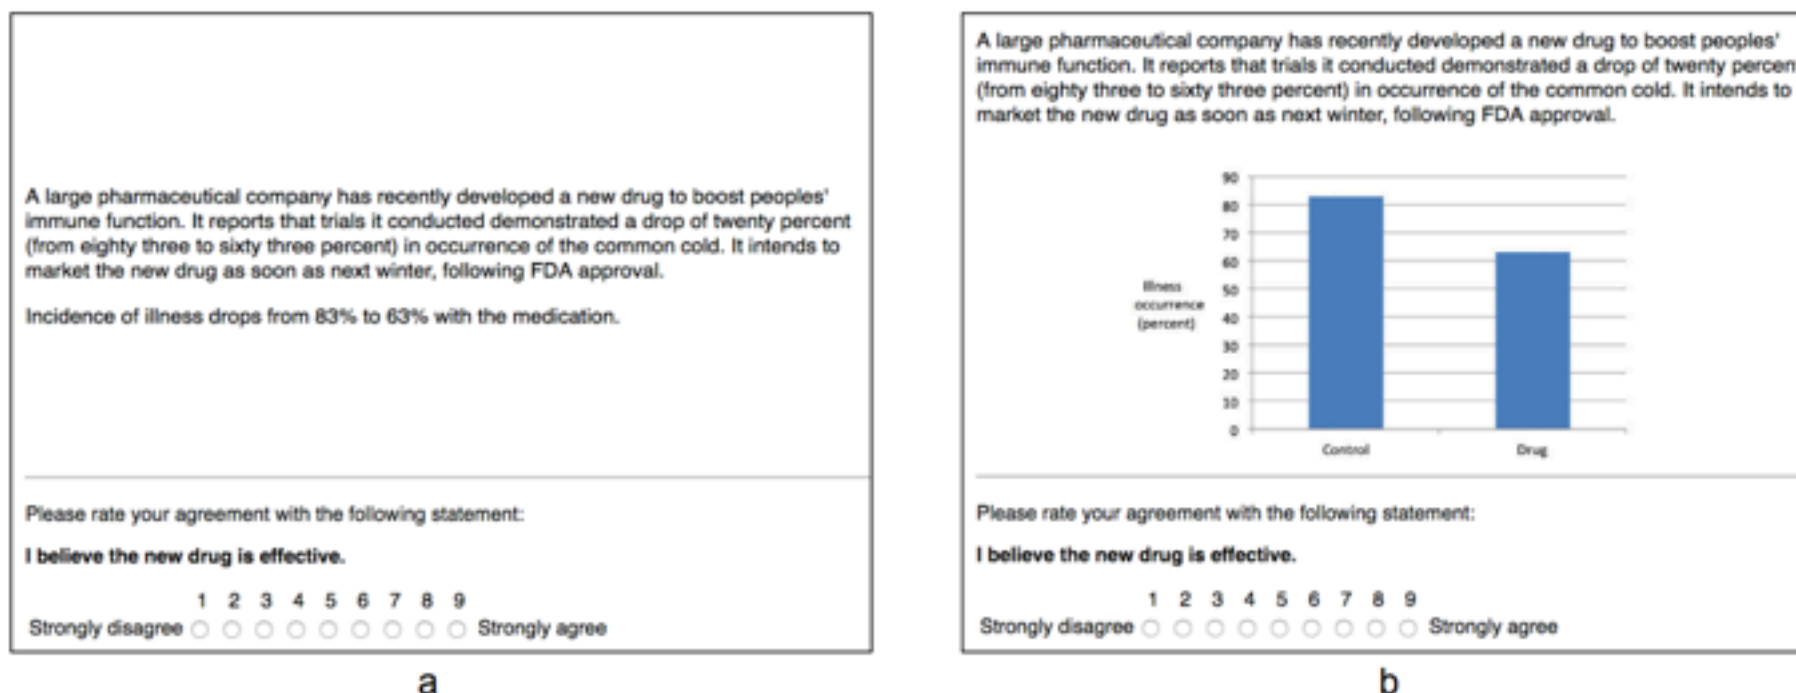 A large pharmaceutical company has recently developed a new drug to boost peoples'
immune function. It reports that trials it conducted demonstrated a drop of twenty percent
(from eighty three to sixty three percent) in occurrence of the common cold. It intends to
market the new drug as soon as next winter, following FDA approval.
Incidence of illness drops from 83% to 63% with the medication.
Please rate your agreement with the following statement:
I believe the new drug is effective.
1 2 3 4 5 6 7 8 9
Strongly disagree Strongly agree
a
A large pharmaceutical company has recently developed a new drug to boost peoples'
immune function. It reports that trials it conducted demonstrated a drop of twenty percen
(from eighty three to sixty three percent) in occurrence of the common cold. It intends to
market the new drug as soon as next winter, following FDA approval.
90
80
70
60
50
40
30
20
10
0
Illness
occurrence
(percent)
Control Drug
Please rate your agreement with the following statement:
I believe the new drug is effective.
1 2 3 4 5 6 7 8 9
Strongly disagree Strongly agree
b